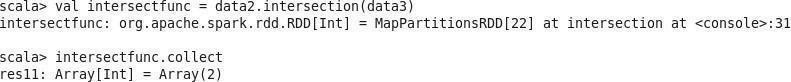 scala> val intersectfunc = data2.intersection(data3)
intersectfunc: org.apache.spark.rdd.RDD[Int] = MapPartitionsRDD[22] at intersection at <console>:31
scala> intersectfunc.collect
res11: Array[Int] = Array(2)